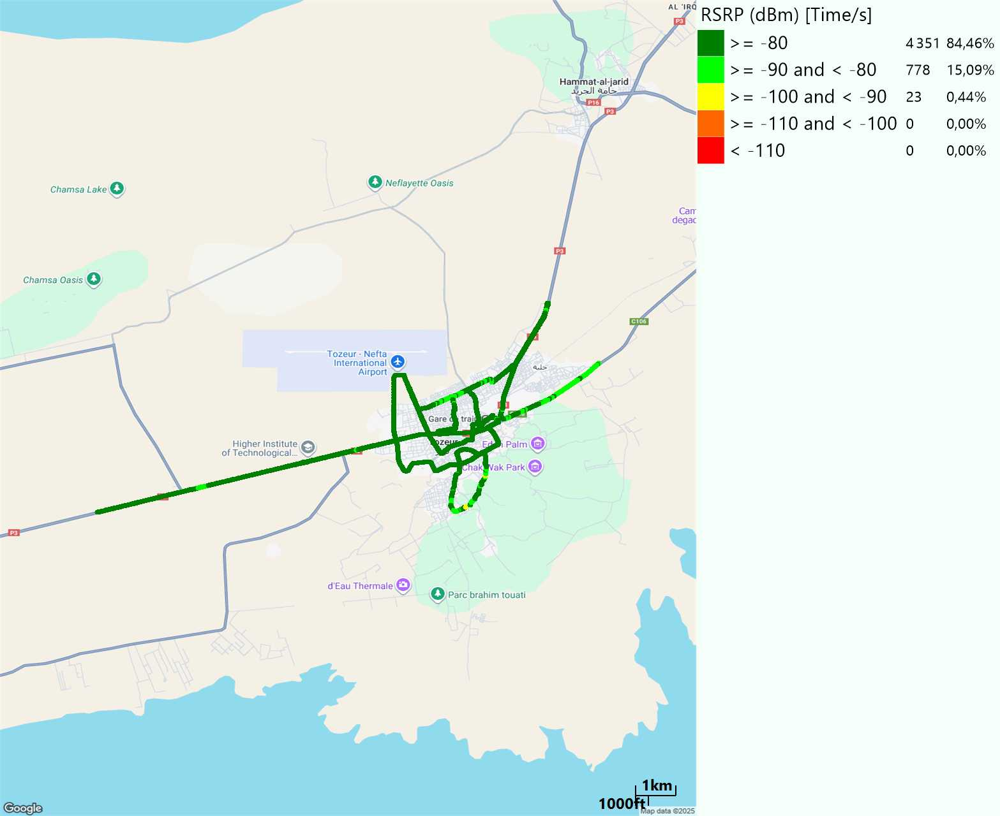 AL 'IRQ
P3
RSRP (dBm) [Time/s]
>= -80 4 351 84,46%
>= -90 and < -80 778 15,09%
>= -100 and < -90 23 0,44%
>= -110 and < -100 0 0,00%
< -110 0 0,00%
Hammat-al-jarid
حامة الجريد
P16
P3
Neflayette Oasis
Chamsa Lake
Cam
degac
P3
Chamsa Oasis
C106
Tozeur - Nefta
International
Airport
حلبة
Gare de train
Tozeur
Higher Institute
of Technological...
Eden Palm
Chak Wak Park
P3
d'Eau Thermale
Parc brahim touati
1km
1000ft
Google
Map data ©2025